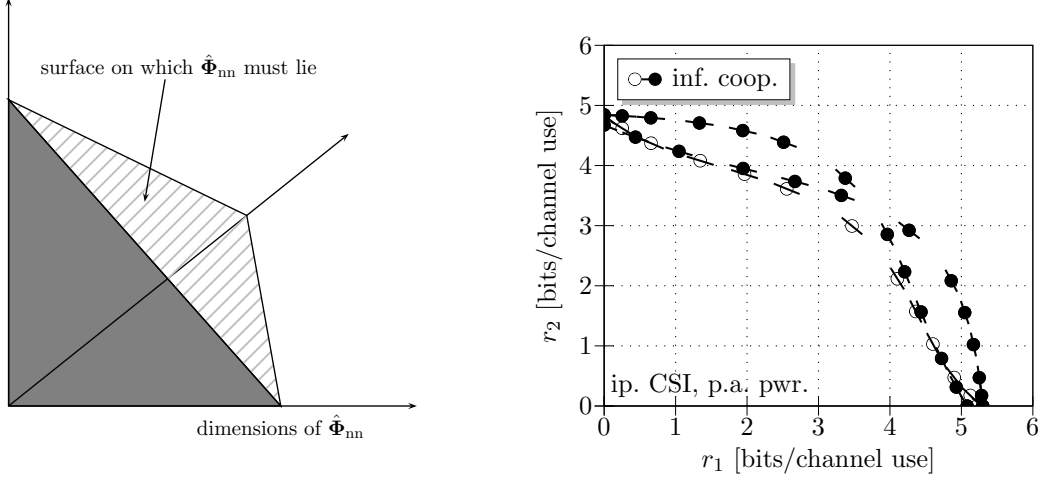 surface on which Φ̂nn must lie
dimensions of Φ̂nn
6
5
4
3
2
1
0
0 1 2 3 4 5 6
r2 [bits/channel use]
r1 [bits/channel use]
inf. coop.
ip. CSI, p.a. pwr.